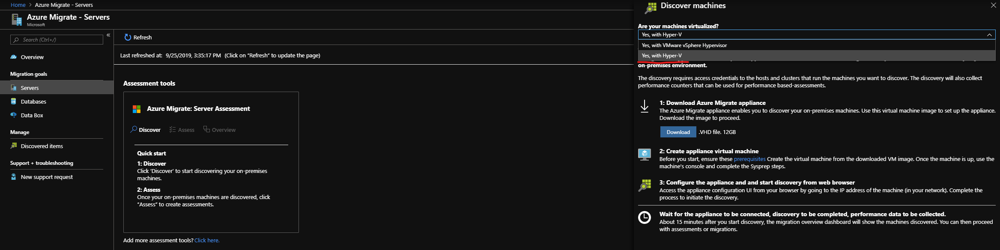 Home > Azure Migrate - Servers
Azure Migrate - Servers
Microsoft
Search (Ctrl+/)
«
Overview
Migration goals
Servers
Databases
Data Box
Manage
Discovered items
Support + troubleshooting
New support request
Refresh
Last refreshed at: 9/25/2019, 3:35:17 PM (Click on “Refresh” to update the page)
Assessment tools
Azure Migrate: Server Assessment
Discover Assess Overview
Quick start
1: Discover
Click ‘Discover’ to start discovering your on-premises
machines.
2: Assess
Once your on-premises machines are discovered, click
“Assess” to create assessments.
Add more assessment tools? Click here.
Discover machines
Are your machines virtualized?
Yes, with Hyper-V
Yes, with VMware vSphere Hypervisor
Yes, with Hyper-V
on-premises environment.
The discovery requires access credentials to the hosts and clusters that run the machines you want to discover. The discovery will also collect
performance counters that can be used for performance based-assessments.
1: Download Azure Migrate appliance
The Azure Migrate appliance enables you to discover your on-premises machines. Use this virtual machine image to set up the appliance.
Download the image to proceed.
Download .VHD file. 12GB
2: Create appliance virtual machine
Before you start, ensure these prerequisites Create the virtual machine from the downloaded VM image. Once the machine is up, use the
machine's console and complete the Sysprep steps.
3: Configure the appliance and and start discovery from web browser
Access the appliance configuration UI from your browser by going to the IP address of the machine (in your network). Complete the
process to initiate the discovery.
Wait for the appliance to be connected, discovery to be completed, performance data to be collected.
About 15 minutes after you start discovery, the migration overview dashboard will show the machines discovered. You can then proceed
with assessments or migrations.